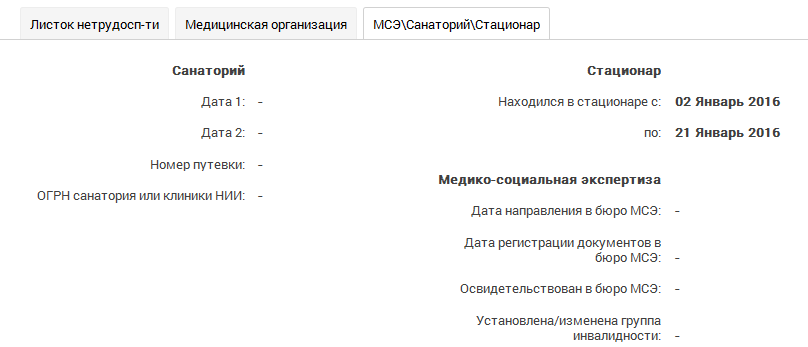 Листок нетрудосп-ти
Медицинская организация
МСЭ\Санаторий\Стационар
Санаторий
Дата 1: -
Дата 2: -
Номер путевки: -
ОГРН санатория или клиники НИИ: -
Стационар
Находился в стационаре с: 02 Январь 2016
по: 21 Январь 2016
Медико-социальная экспертиза
Дата направления в бюро МСЭ: -
Дата регистрации документов в
бюро МСЭ: -
Освидетельствован в бюро МСЭ: -
Установлена/изменена группа
инвалидности: -